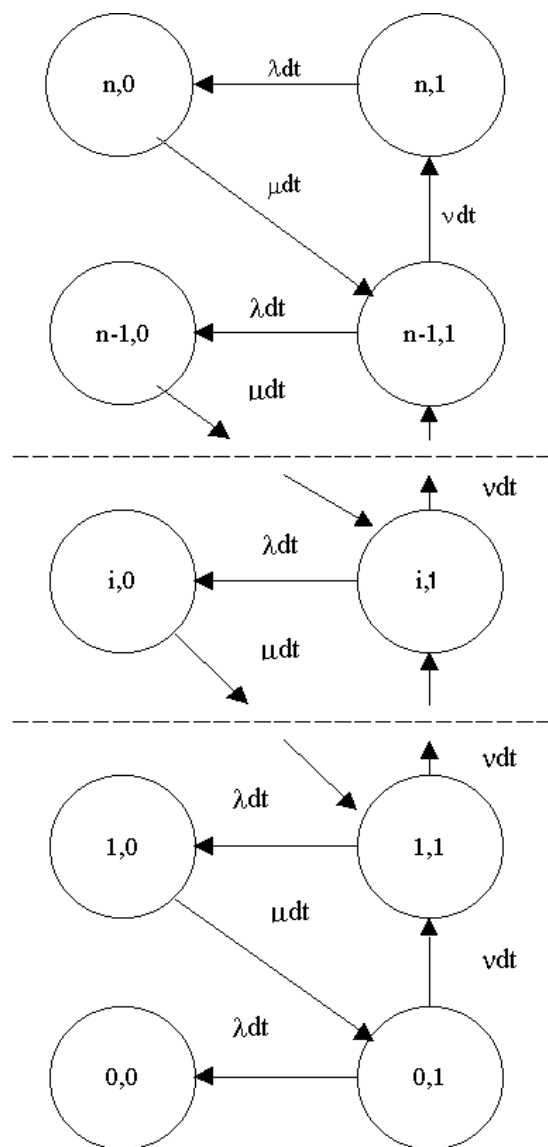 λdt
n,0 n,1
μdt
νdt
λdt
n-1,0 n-1,1
μdt
νdt
λdt
i,0 i,1
μdt
νdt
λdt
1,0 1,1
μdt
νdt
λdt
0,0 0,1